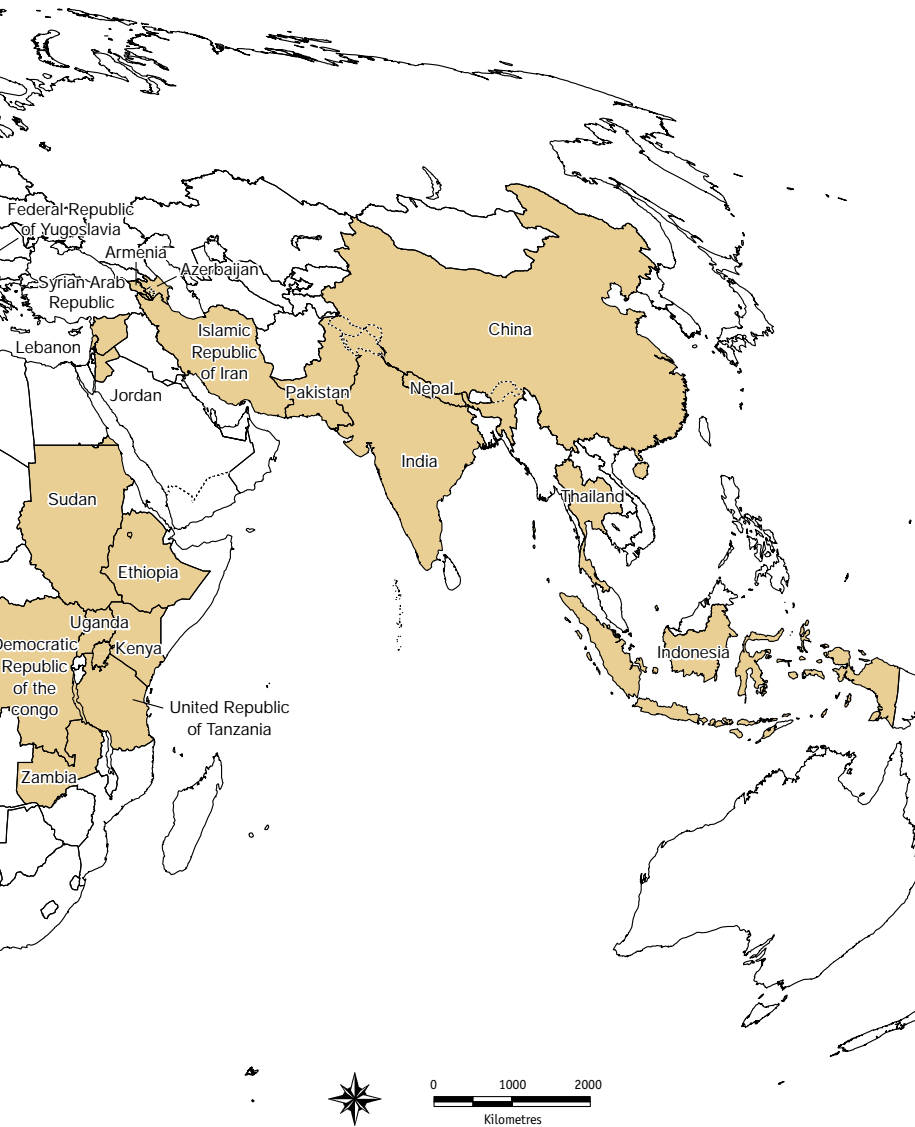 Federal Republic
of Yugoslavia
Armenia
Azerbaijan
Syrian Arab
Republic
Lebanon
Islamic
Republic
of Iran
China
Jordan
Pakistan
Nepal
India
Sudan
Thailand
Ethiopia
Uganda
Kenya
Democratic
Republic
of the
congo
Indonesia
United Republic
of Tanzania
Zambia
0 1000 2000
Kilometres